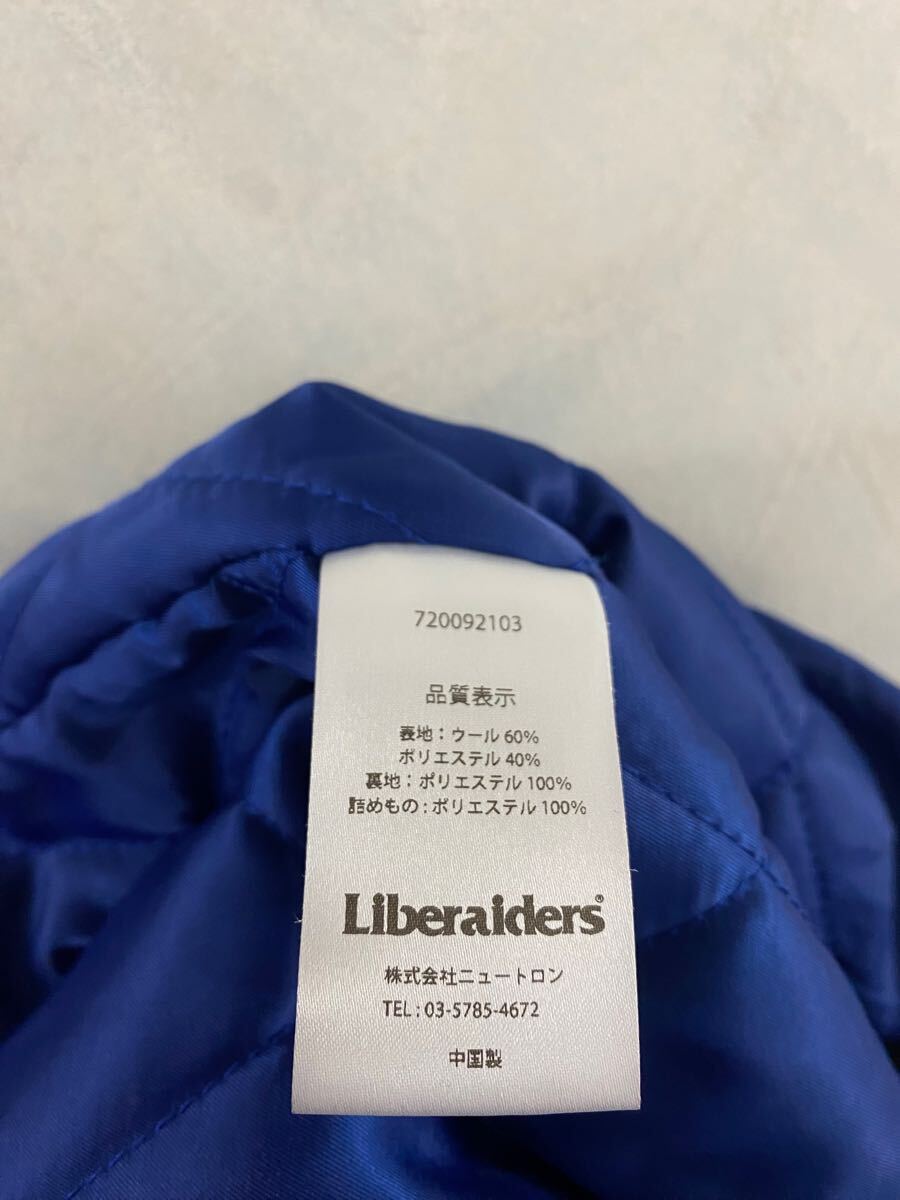 720092103
品質表示
表地：ウール 60%
ポリエステル 40%
裏地：ポリエステル 100%
詰めもの：ポリエステル 100%
Liberaiders®
株式会社ニュートロン
TEL : 03-5785-4672
中国製